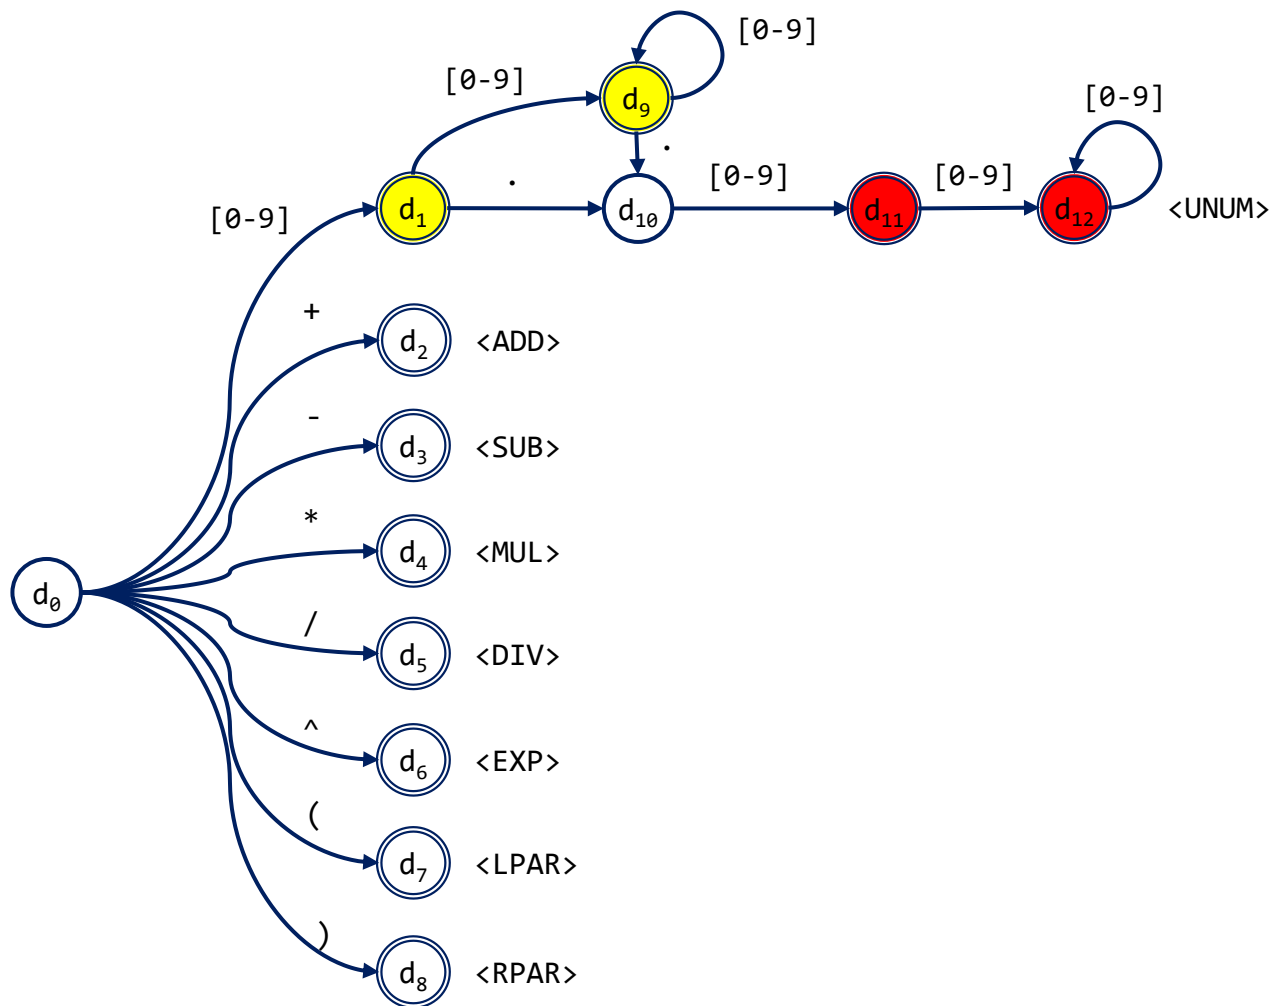 [0-9]
[0-9]
d₉
[0-9]
.
.
[0-9]
[0-9]
[0-9]
d₁
d₁₀
d₁₁
d₁₂
<UNUM>
+
d₂ <ADD>
-
d₃ <SUB>
*
d₄ <MUL>
d₀
/
d₅ <DIV>
^
d₆ <EXP>
(
d₇ <LPAR>
)
d₈ <RPAR>